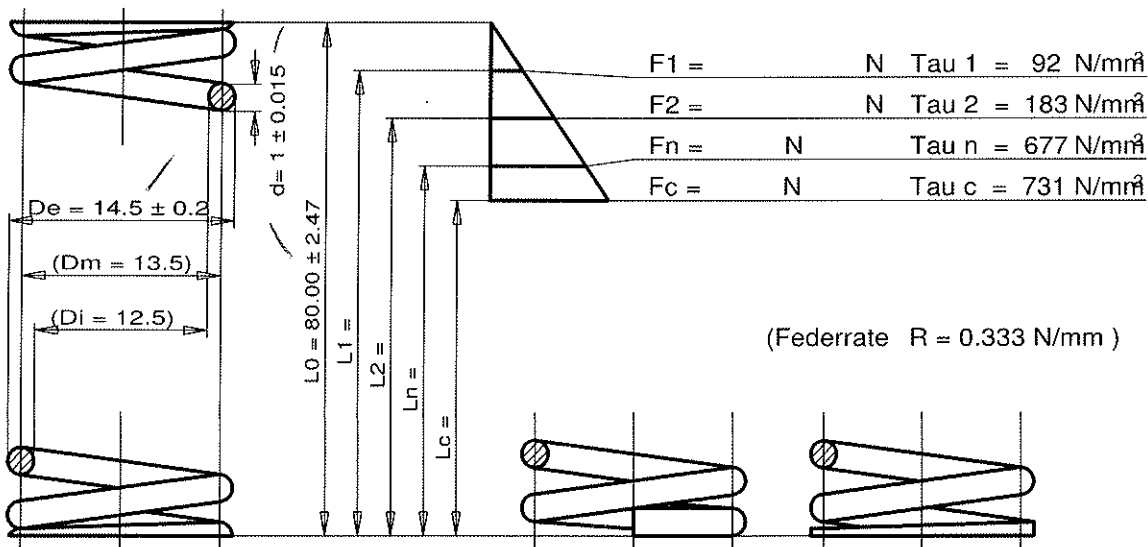 F1 = N Tau 1 = 92 N/mm²
F2 = N Tau 2 = 183 N/mm²
Fn = N Tau n = 677 N/mm²
Fc = N Tau c = 731 N/mm²
d= 1 ± 0.015
De = 14.5 ± 0.2
(Dm = 13.5)
(Di = 12.5)
L0 = 80.00 ± 2.47
L1 =
L2 =
Ln =
Lc =
(Federrate R = 0.333 N/mm )